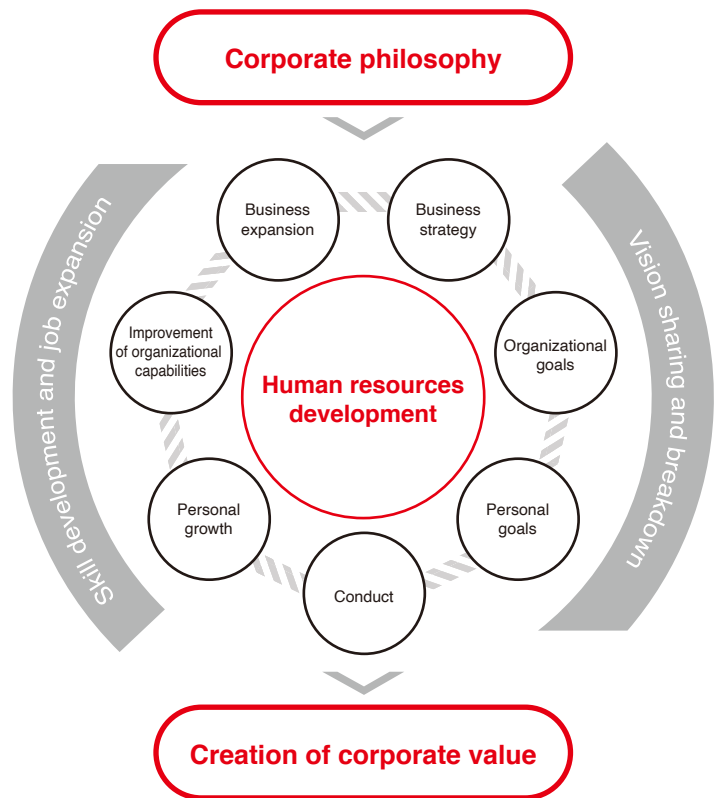 Corporate philosophy
Business
expansion
Business
strategy
Improvement
of organizational
capabilities
Organizational
goals
Human resources
development
Personal
growth
Personal
goals
Conduct
Skill development and job expansion
Vision sharing and breakdown
Creation of corporate value